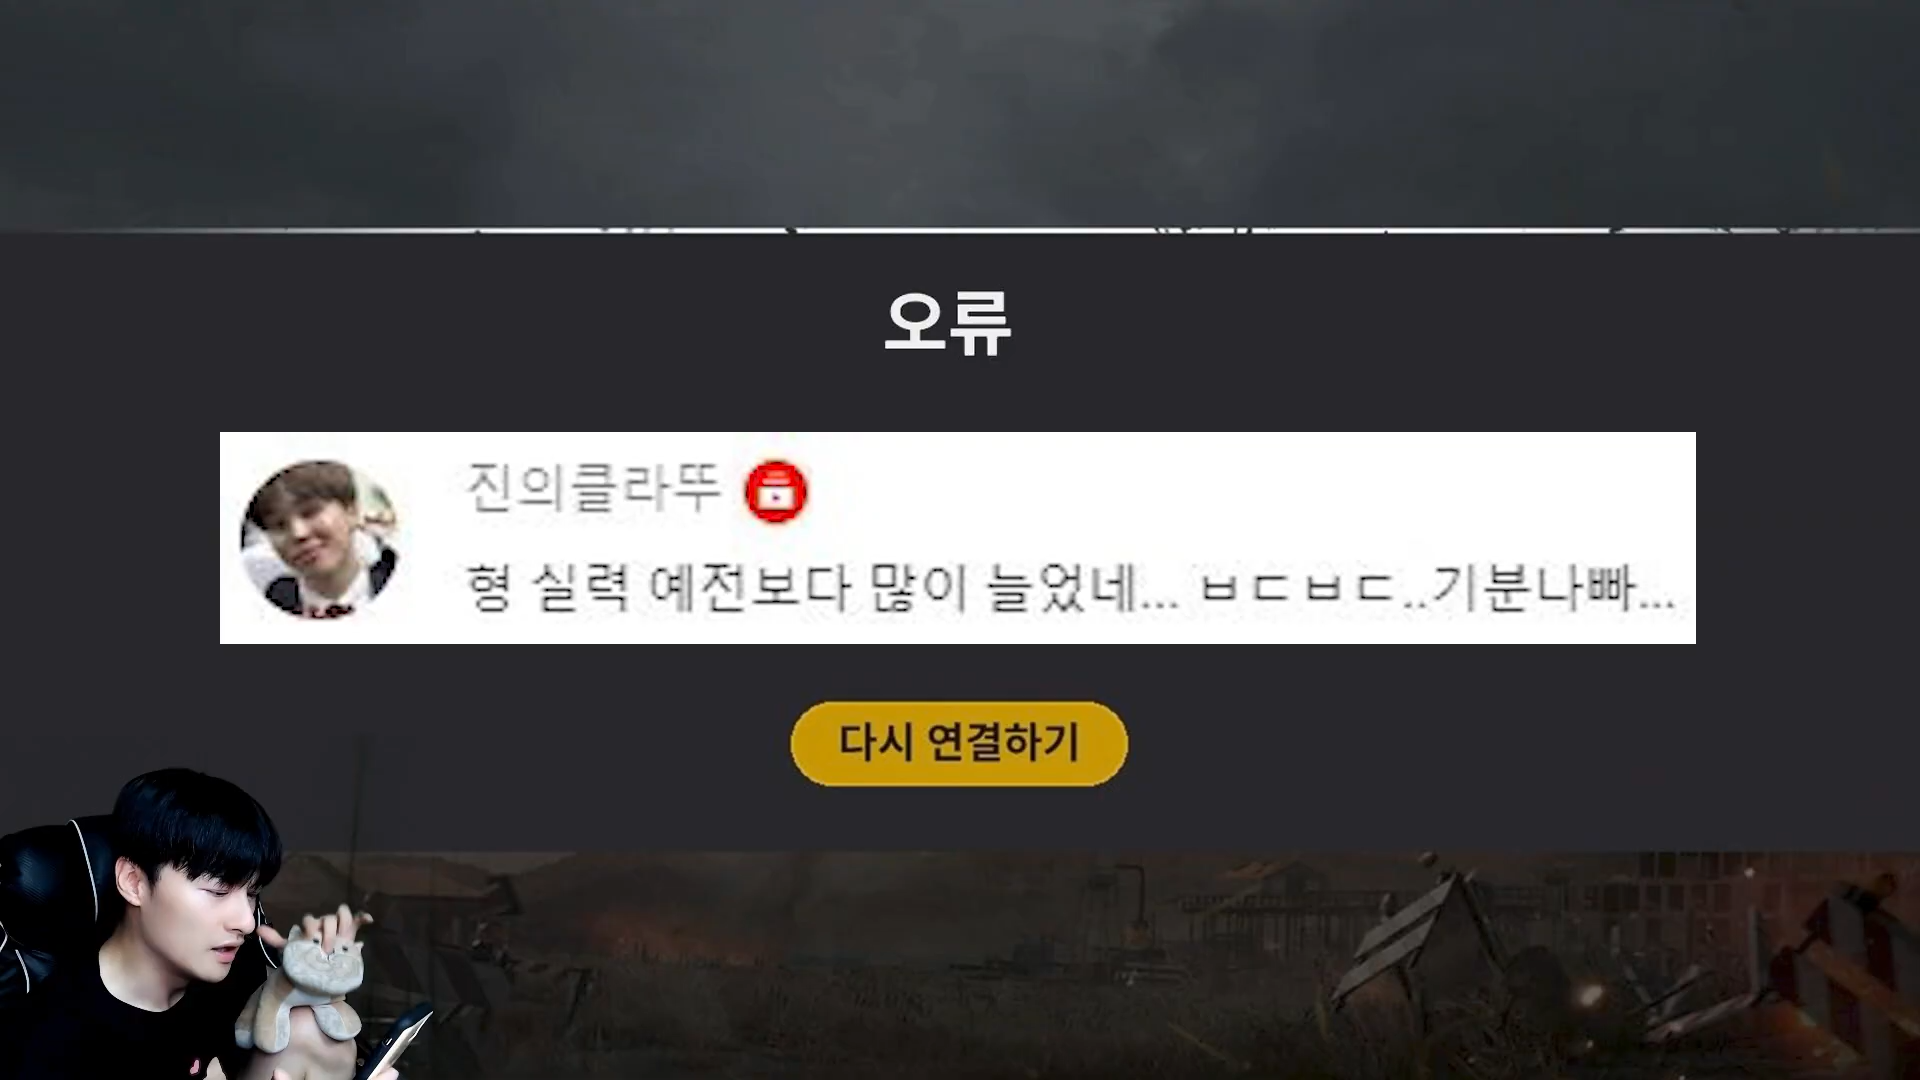 오류
진의클라뚜
형 실력 예전보다 많이 늘었네... ㅂㄷㅂㄷ..기분나빠...
다시 연결하기